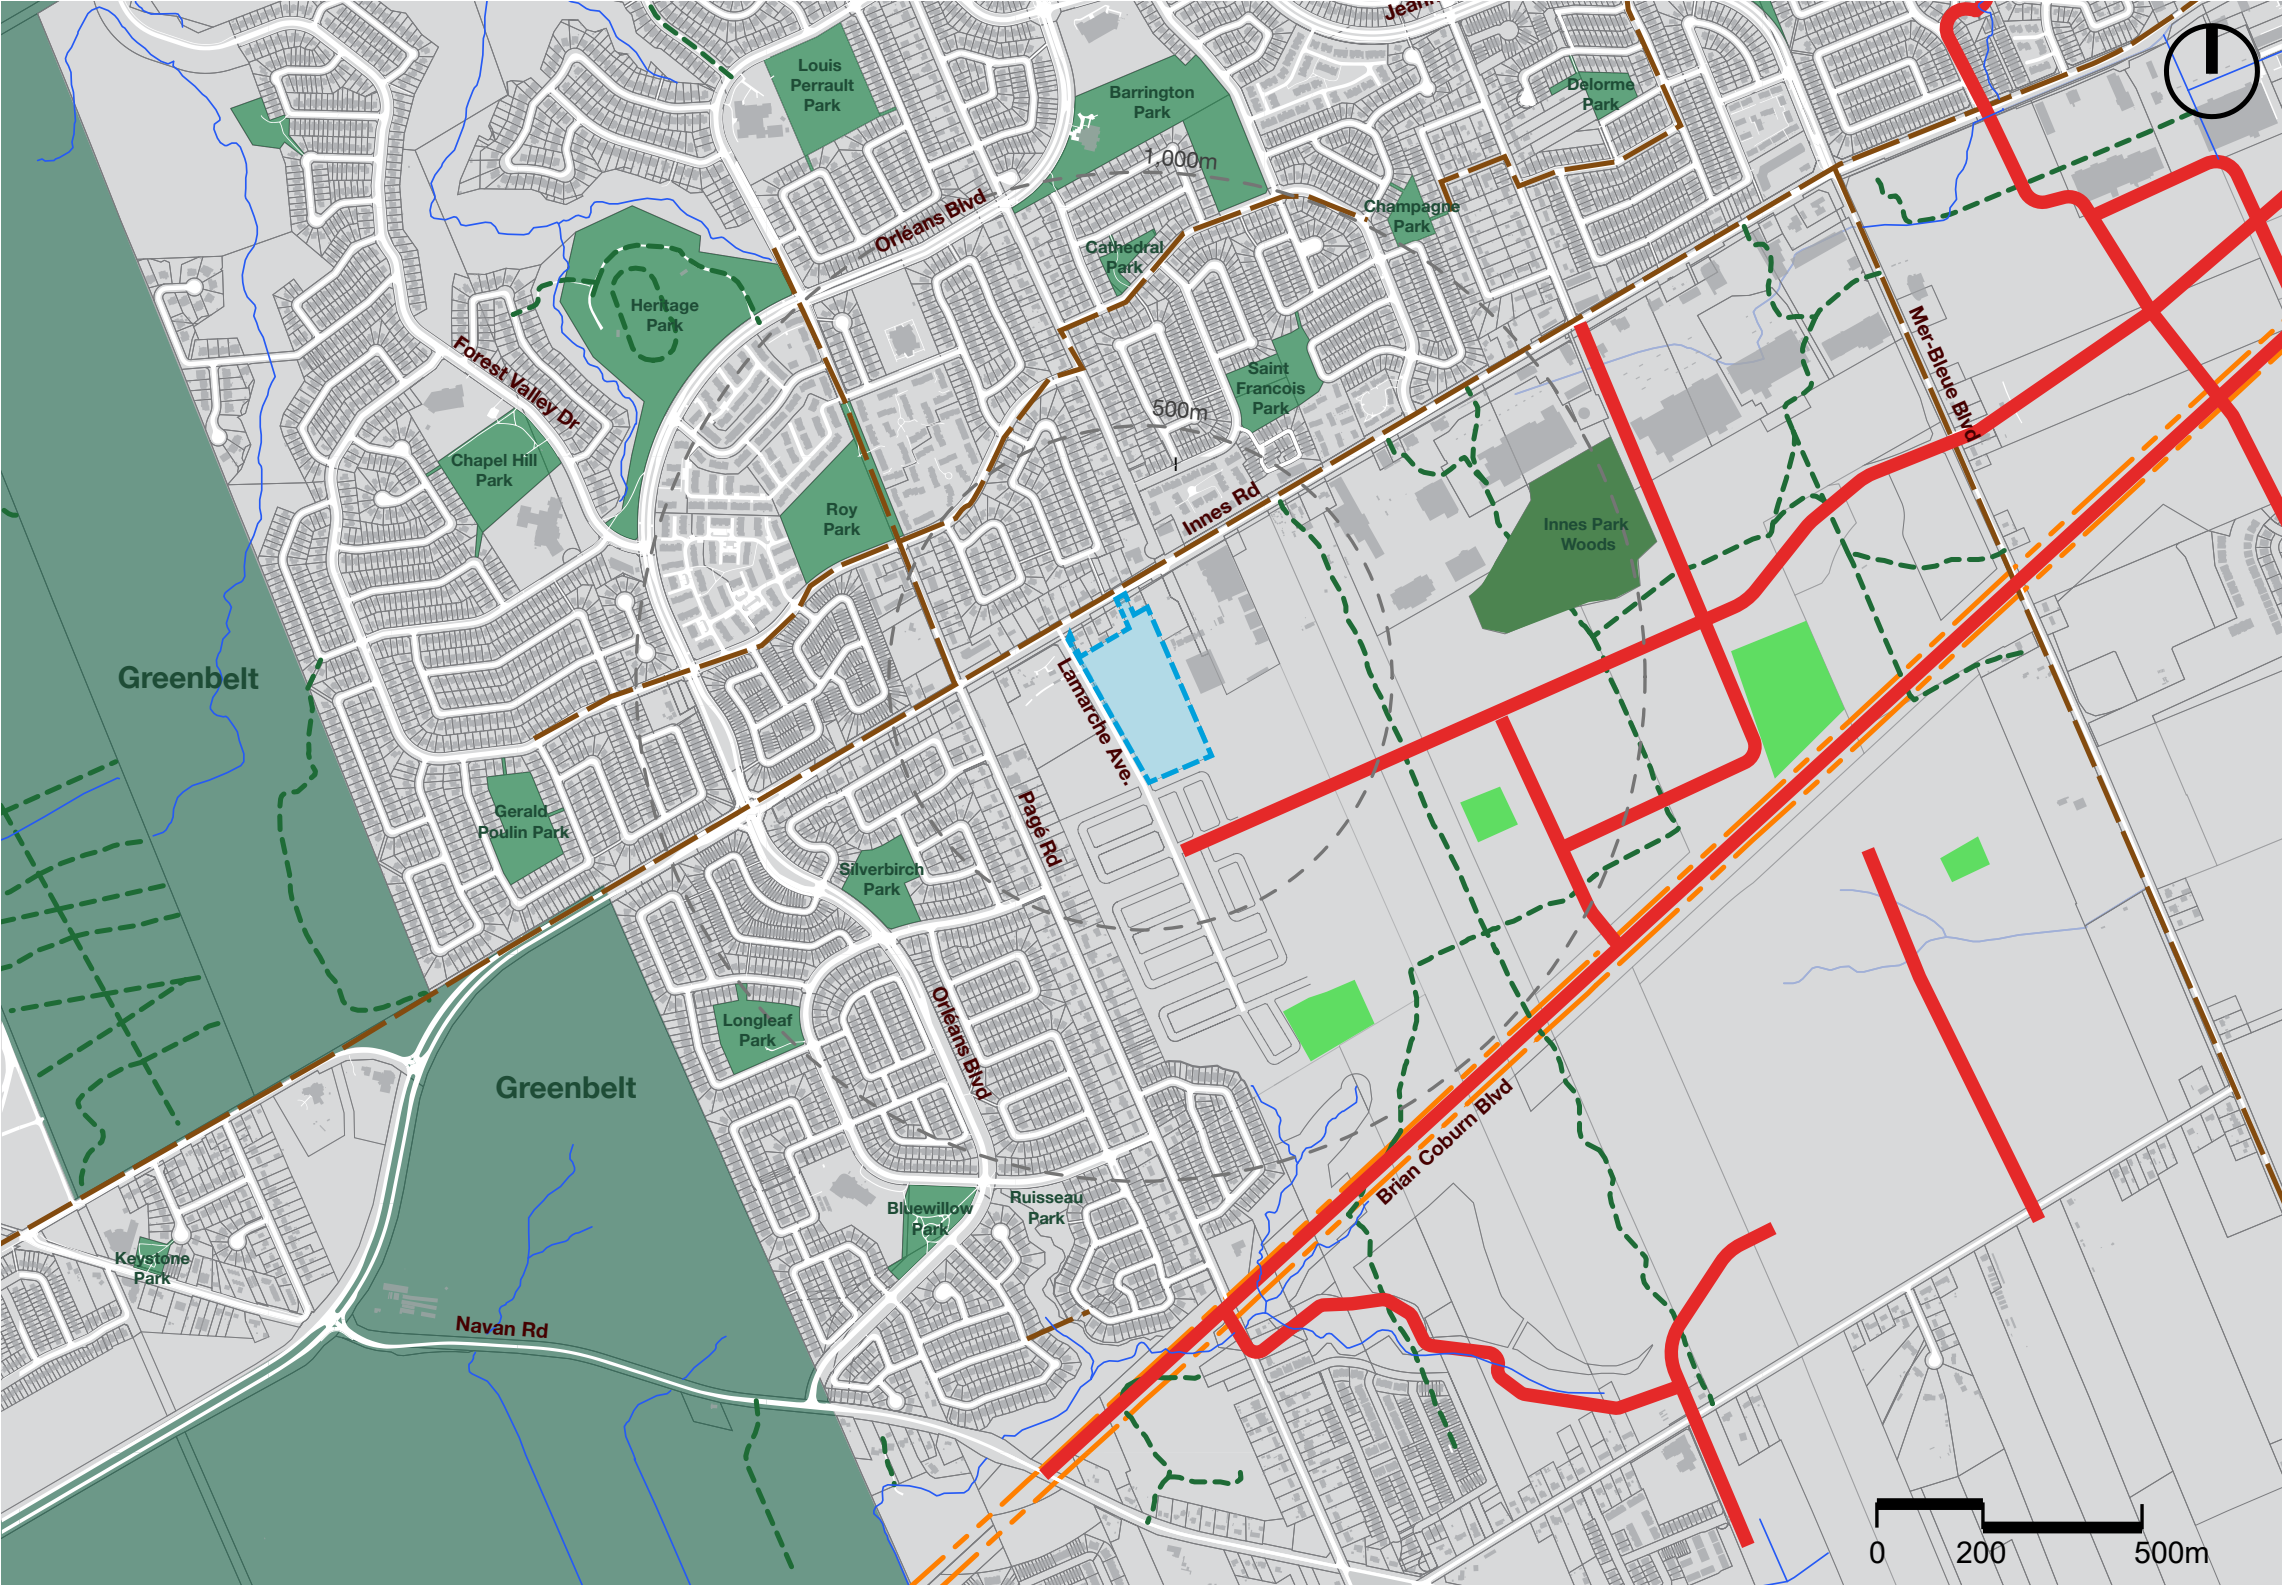 Jean
Louis
Perrault
Park
Barrington
Park
Delorme
Park
1,000m
Orléans Blvd
Champagne
Park
Cathedral
Park
Heritage
Park
Forest Valley Dr
Mer-Bleue Blvd
Saint
Francois
Park
500m
Chapel Hill
Park
Roy
Park
Innes Rd
Innes Park
Woods
Greenbelt
Lamarche Ave.
Gerald
Poulin Park
Pagé Rd
Silverbirch
Park
Longleaf
Park
Orléans Blvd
Greenbelt
Brian Coburn Blvd
Bluewillow
Park
Ruisseau
Park
Keystone
Park
Navan Rd
0 200 500m